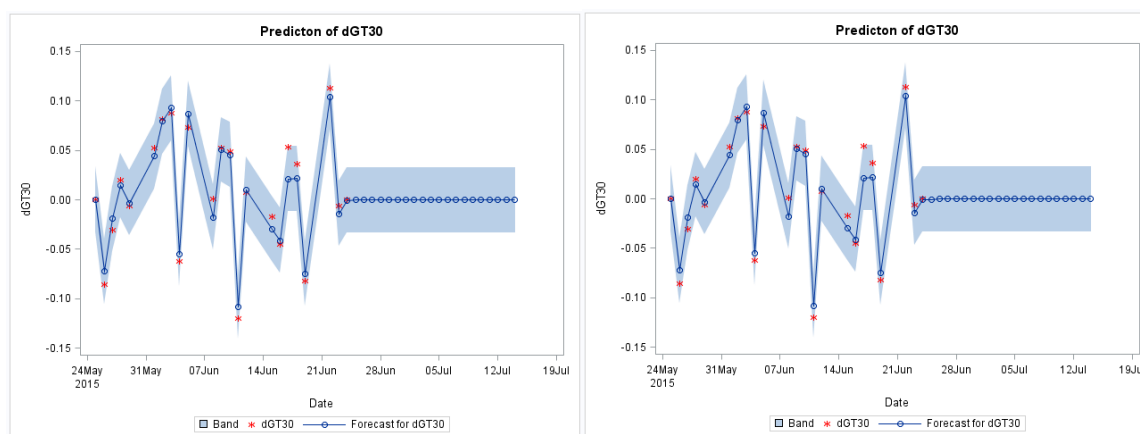 Predicton of dGT30
0.15
0.10
0.05
0.00
-0.05
-0.10
-0.15
dGT30
24May 31May 07Jun 14Jun 21Jun 28Jun 05Jul 12Jul 19Jul
2015
Date
Band dGT30 Forecast for dGT30
Predicton of dGT30
0.15
0.10
0.05
0.00
-0.05
-0.10
-0.15
dGT30
24May 31May 07Jun 14Jun 21Jun 28Jun 05Jul 12Jul 19Jul
2015
Date
Band dGT30 Forecast for dGT30